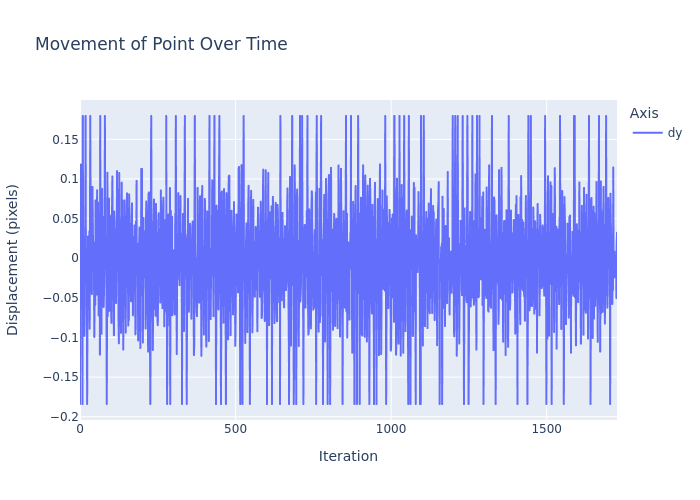 Movement of Point Over Time
Axis
dy
0.15
0.1
0.05
0
−0.05
−0.1
−0.15
−0.2
0
500
1000
1500
Iteration
Displacement (pixels)